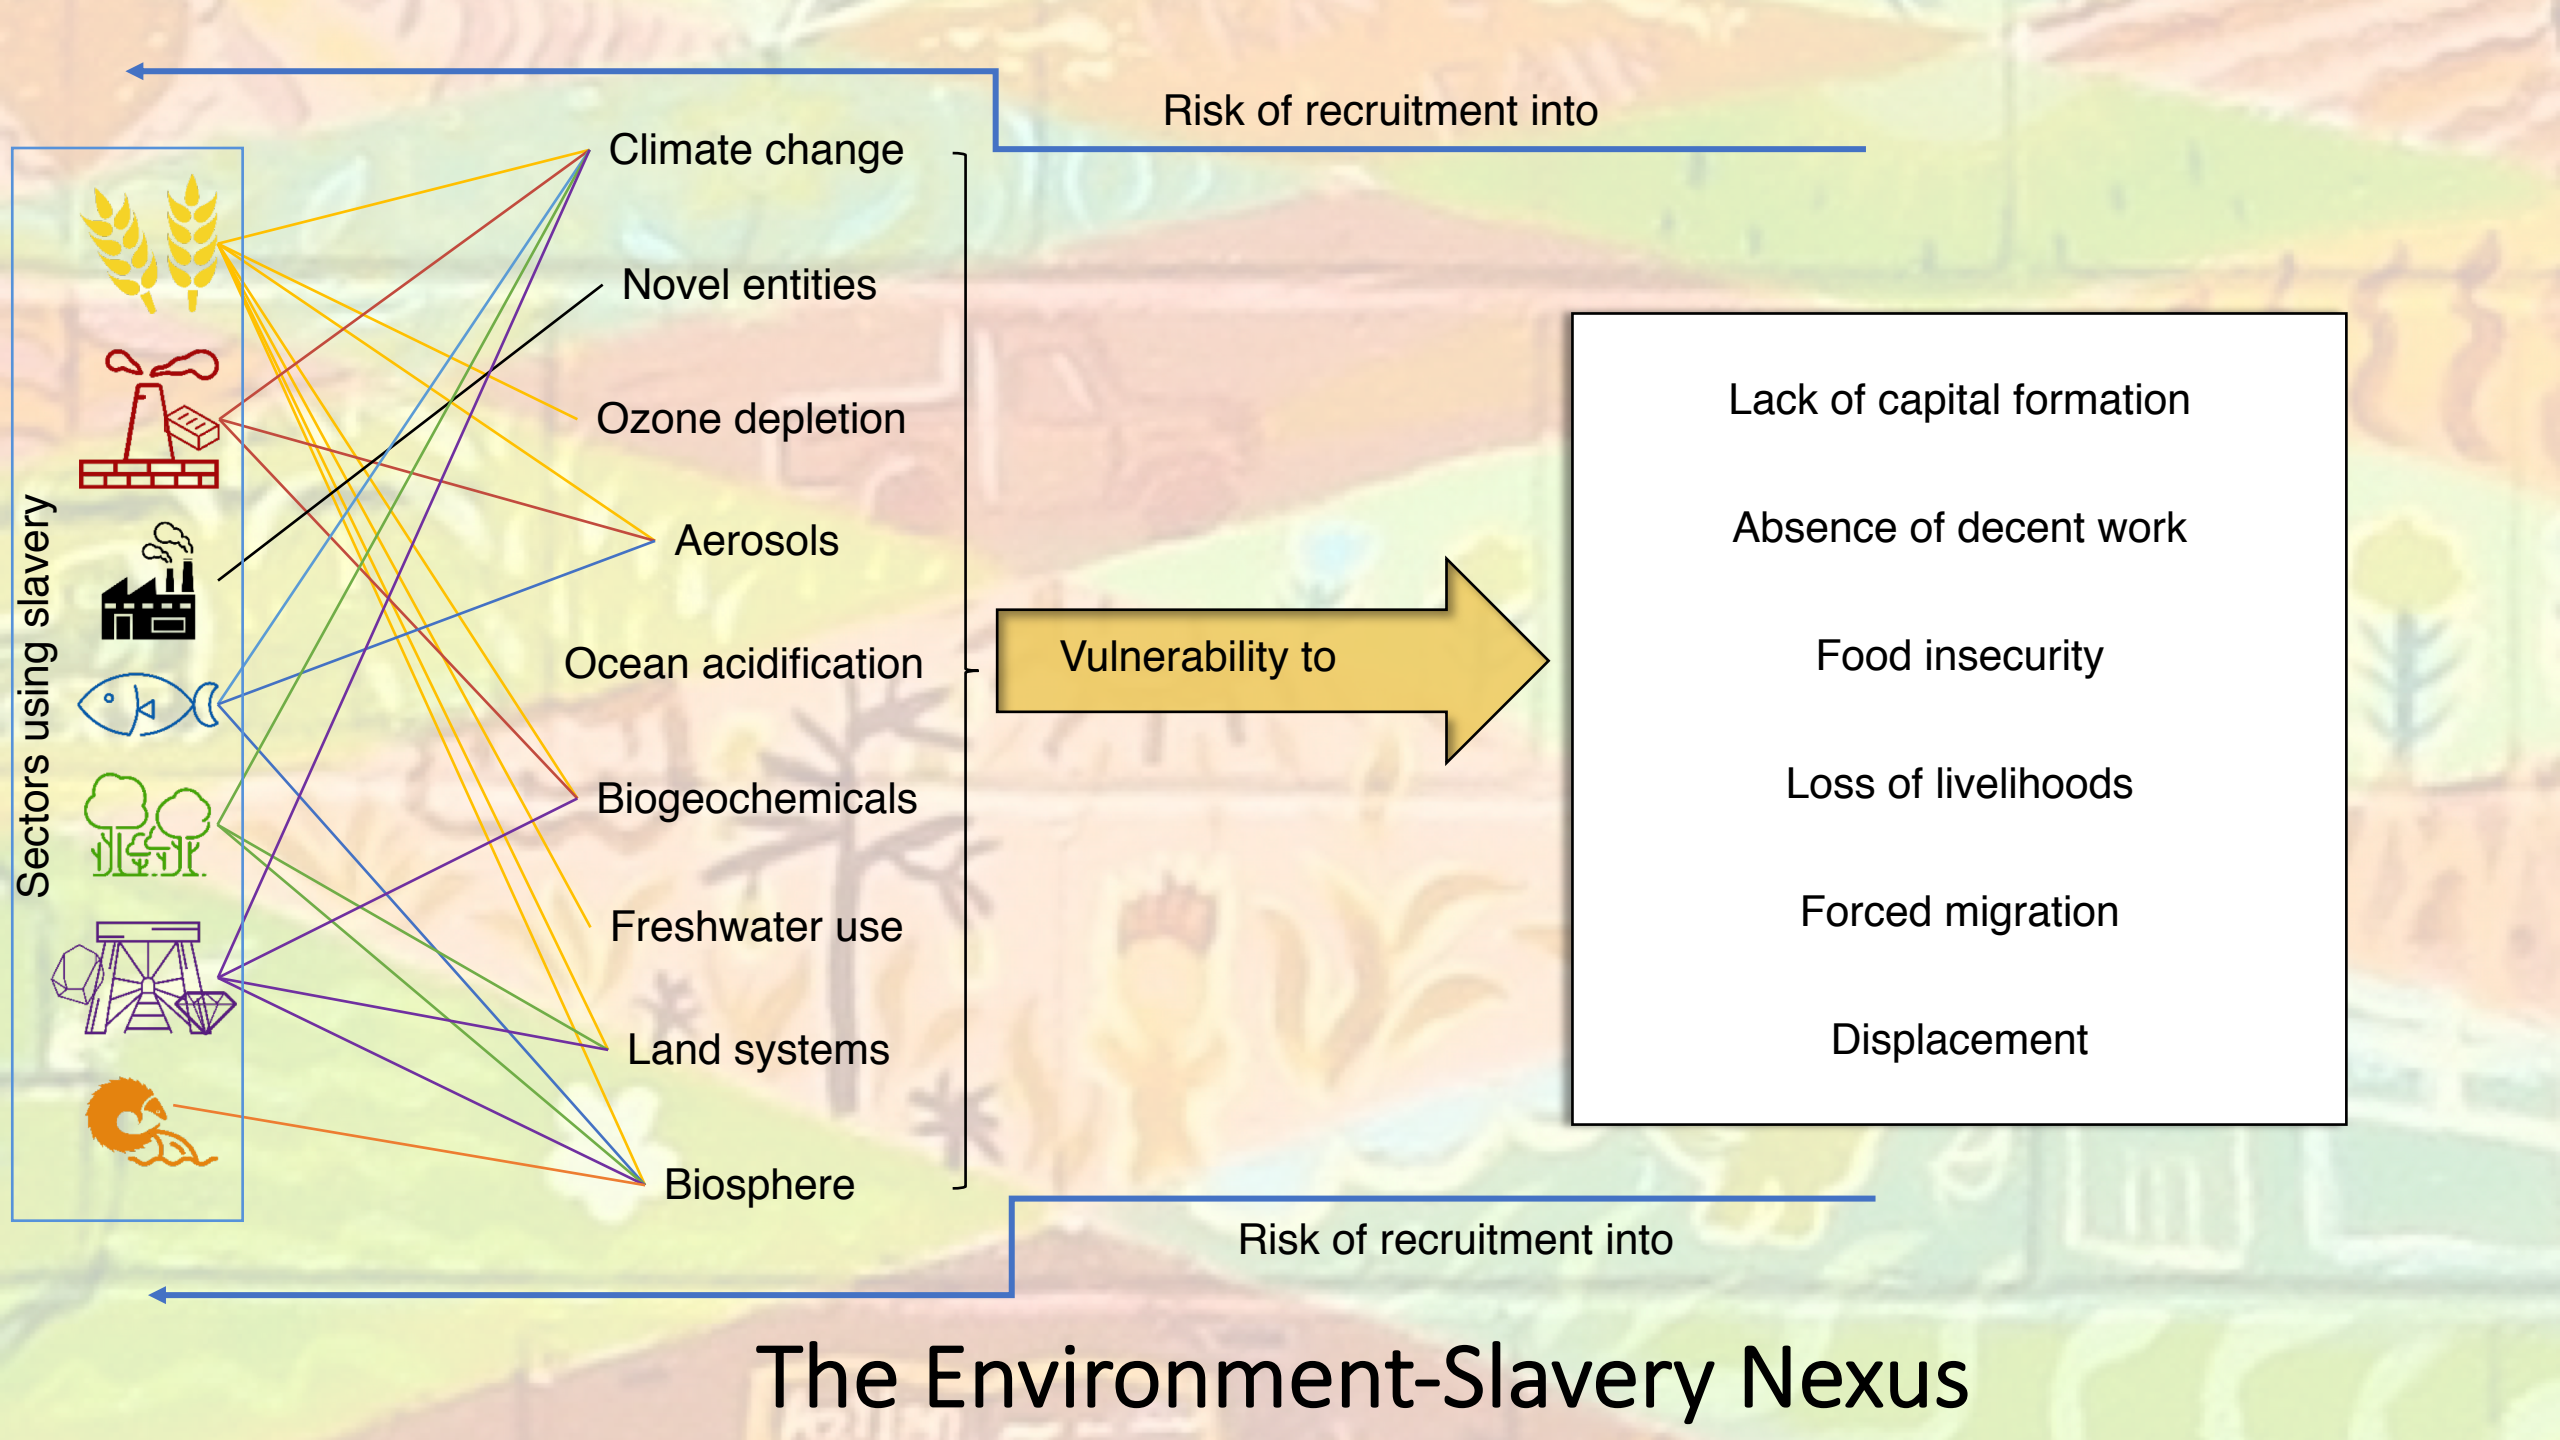 Risk of recruitment into
Sectors using slavery
Climate change
Novel entities
Ozone depletion
Aerosols
Ocean acidification
Biogeochemicals
Freshwater use
Land systems
Biosphere
Vulnerability to
Lack of capital formation
Absence of decent work
Food insecurity
Loss of livelihoods
Forced migration
Displacement
Risk of recruitment into
The Environment-Slavery Nexus